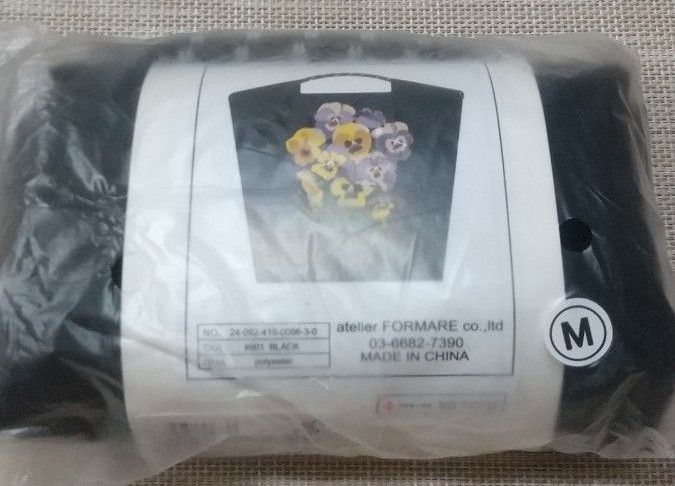 NO. 24-092-410-0056-3-0
COL #001 BLACK
polyester
atelier FORMARE co.,ltd
03-6682-7390
MADE IN CHINA
M